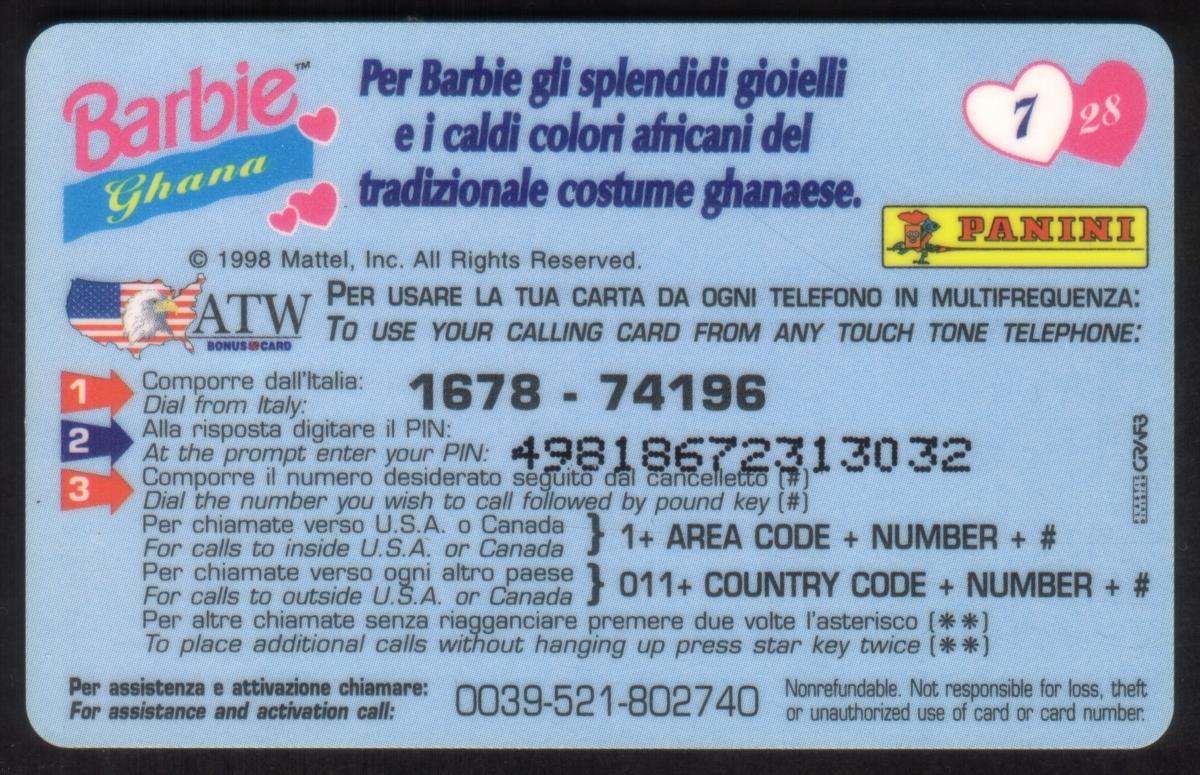 Barbie™
Ghana
Per Barbie gli splendidi gioielli
e i caldi colori africani del
tradizionale costume ghanaese.
7 28
PANINI
© 1998 Mattel, Inc. All Rights Reserved.
ATW
BONUS CARD
PER USARE LA TUA CARTA DA OGNI TELEFONO IN MULTIFREQUENZA:
TO USE YOUR CALLING CARD FROM ANY TOUCH TONE TELEPHONE:
1 Comporre dall'Italia: 1678 - 74196
Dial from Italy:
2 Alla risposta digitare il PIN: 49818672313032
At the prompt enter your PIN:
3 Comporre il numero desiderato seguito dal cancelletto (#)
Dial the number you wish to call followed by pound key (#)
Per chiamate verso U.S.A. o Canada } 1+ AREA CODE + NUMBER + #
For calls to inside U.S.A. or Canada
Per chiamate verso ogni altro paese } 011+ COUNTRY CODE + NUMBER + #
For calls to outside U.S.A. or Canada
Per altre chiamate senza riagganciare premere due volte l'asterisco (**)
To place additional calls without hanging up press star key twice (**)
Per assistenza e attivazione chiamare: 0039-521-802740
For assistance and activation call:
Nonrefundable. Not responsible for loss, theft
or unauthorized use of card or card number.